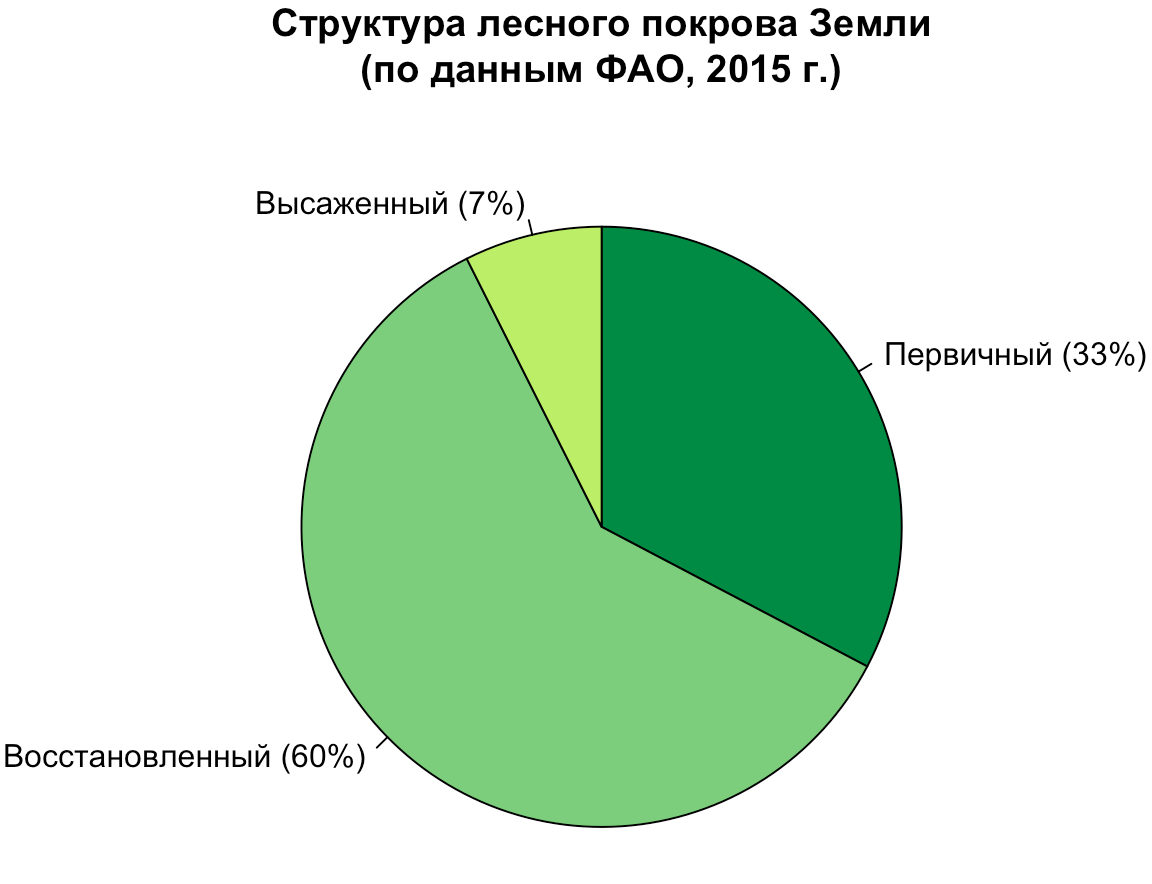 Структура лесного покрова Земли
(по данным ФАО, 2015 г.)
Высаженный (7%)
Первичный (33%)
Восстановленный (60%)